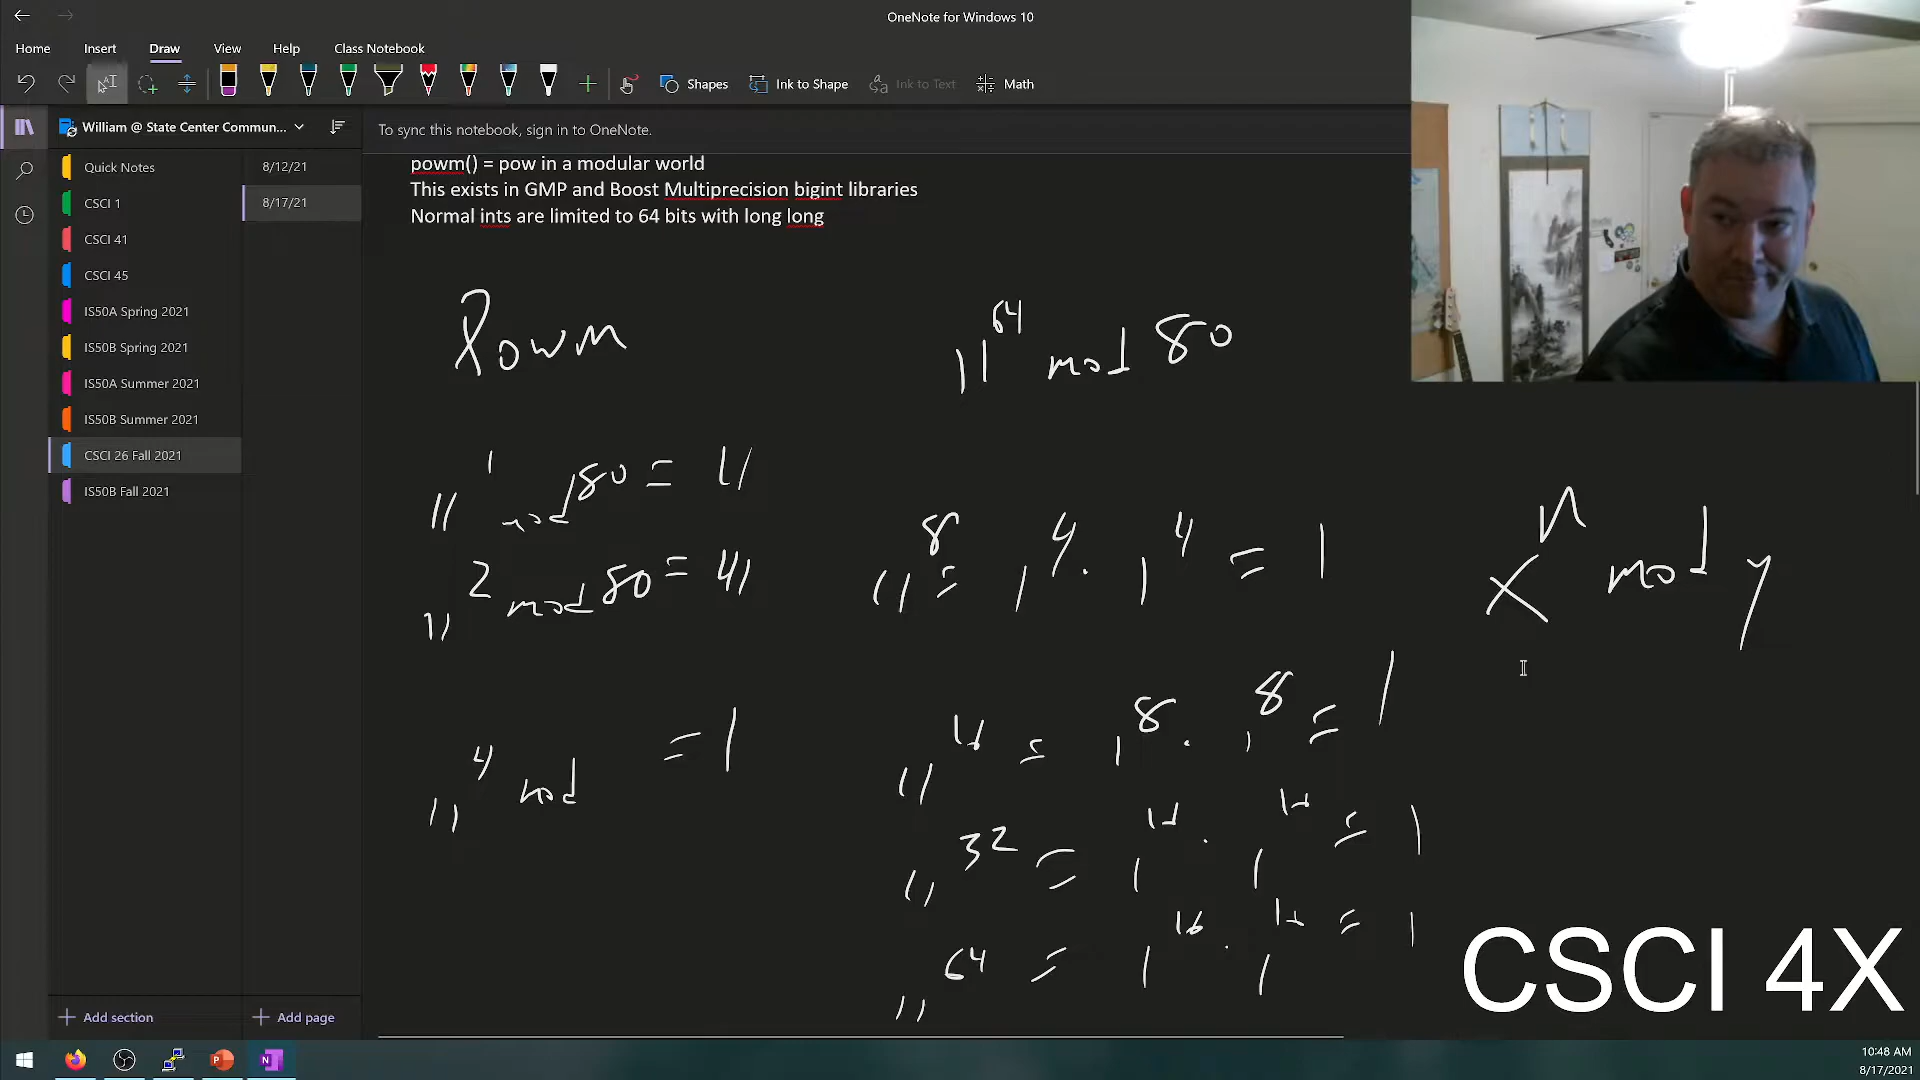 OneNote for Windows 10
Home Insert Draw View Help Class Notebook
Shapes Ink to Shape Ink to Text Math
William @ State Center Commun...
Quick Notes
CSCI 1
CSCI 41
CSCI 45
IS50A Spring 2021
IS50B Spring 2021
IS50A Summer 2021
IS50B Summer 2021
CSCI 26 Fall 2021
IS50B Fall 2021
Add section
8/12/21
8/17/21
Add page
To sync this notebook, sign in to OneNote.
powm() = pow in a modular world
This exists in GMP and Boost Multiprecision bigint libraries
Normal ints are limited to 64 bits with long long
Powm
11^64 mod 80
11^1 mod 80 = 11
11^2 mod 80 = 41
11^4 mod = 1
11^8 = 1^4 · 1^4 = 1
11^16 = 1^8 · 1^8 = 1
11^32 = 1^16 · 1^16 = 1
11^64 = 1^16 · 1^16 = 1
x^n mod y
CSCI 4X
10:48 AM
8/17/2021